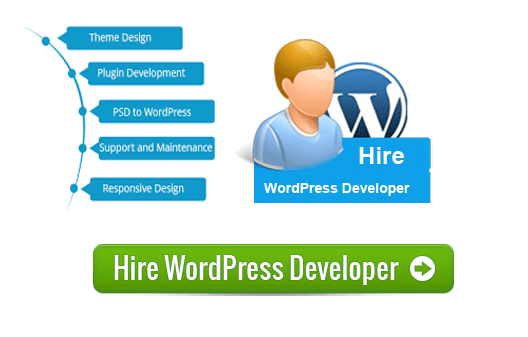 Theme Design
Plugin Development
PSD to WordPress
Support and Maintenance
Responsive Design
W
Hire
WordPress Developer
Hire WordPress Developer